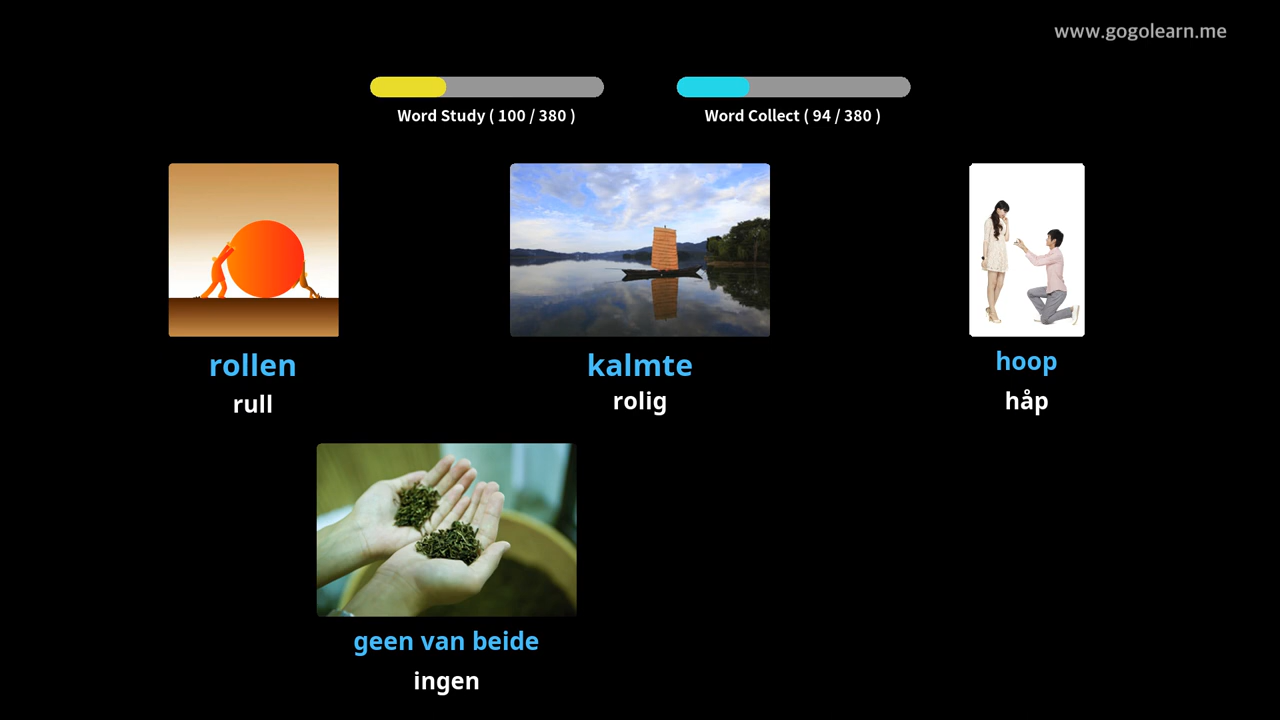 www.gogolearn.me
Word Study ( 100 / 380 )
Word Collect ( 94 / 380 )
rollen
rull
kalmte
rolig
hoop
håp
geen van beide
ingen